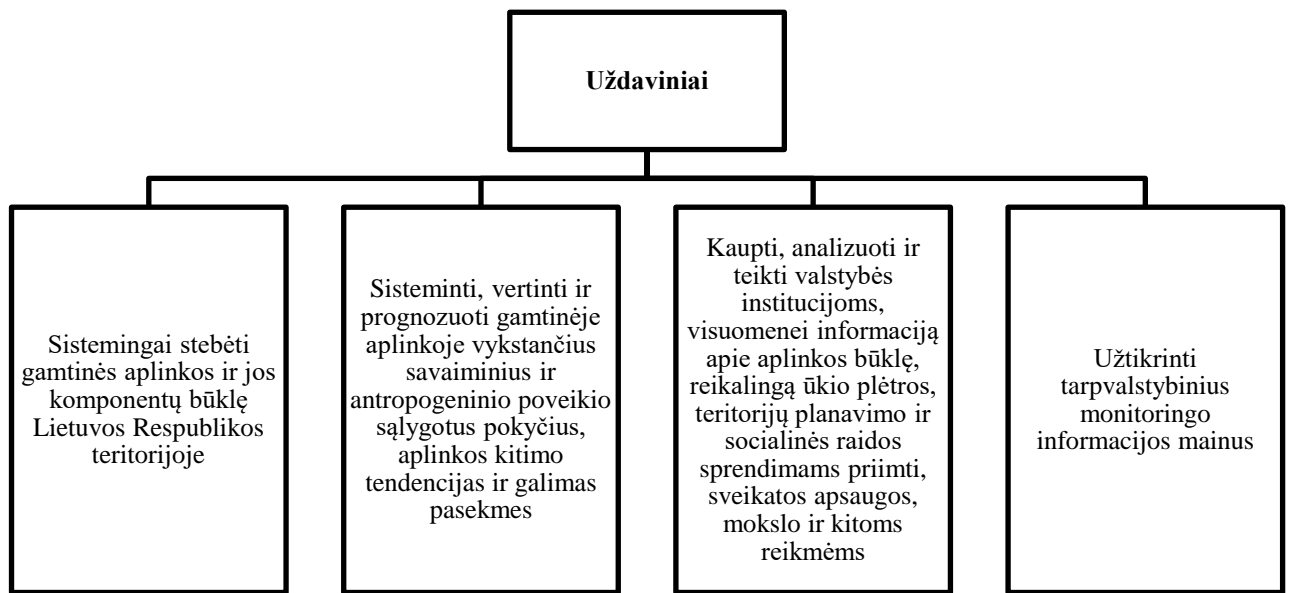 Uždaviniai
Sistemingai stebėti
gamtinės aplinkos ir jos
komponentų būklę
Lietuvos Respublikos
teritorijoje
Sisteminti, vertinti ir
prognozuoti gamtinėje
aplinkoje vykstančius
savaiminius ir
antropogeninio poveikio
sąlygotus pokyčius,
aplinkos kitimo
tendencijas ir galimas
pasekmes
Kaupti, analizuoti ir
teikti valstybės
institucijoms,
visuomenei informaciją
apie aplinkos būklę,
reikalingą ūkio plėtros,
teritorijų planavimo ir
socialinės raidos
sprendimams priimti,
sveikatos apsaugos,
mokslo ir kitoms
reikmėms
Užtikrinti
tarpvalstybinius
monitoringo
informacijos mainus